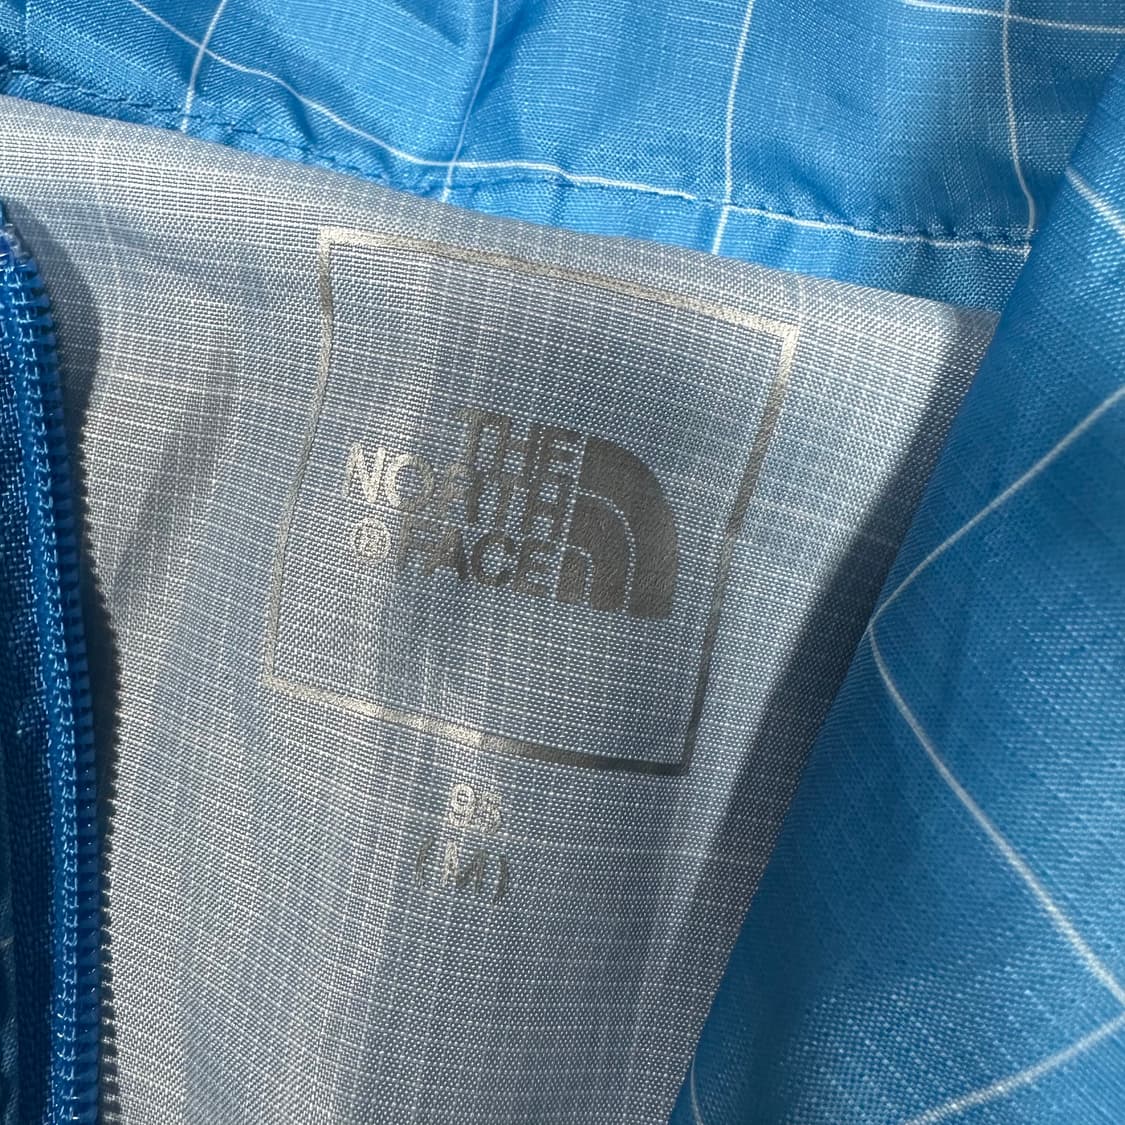 THE
NORTH
® FACE
95
(M)